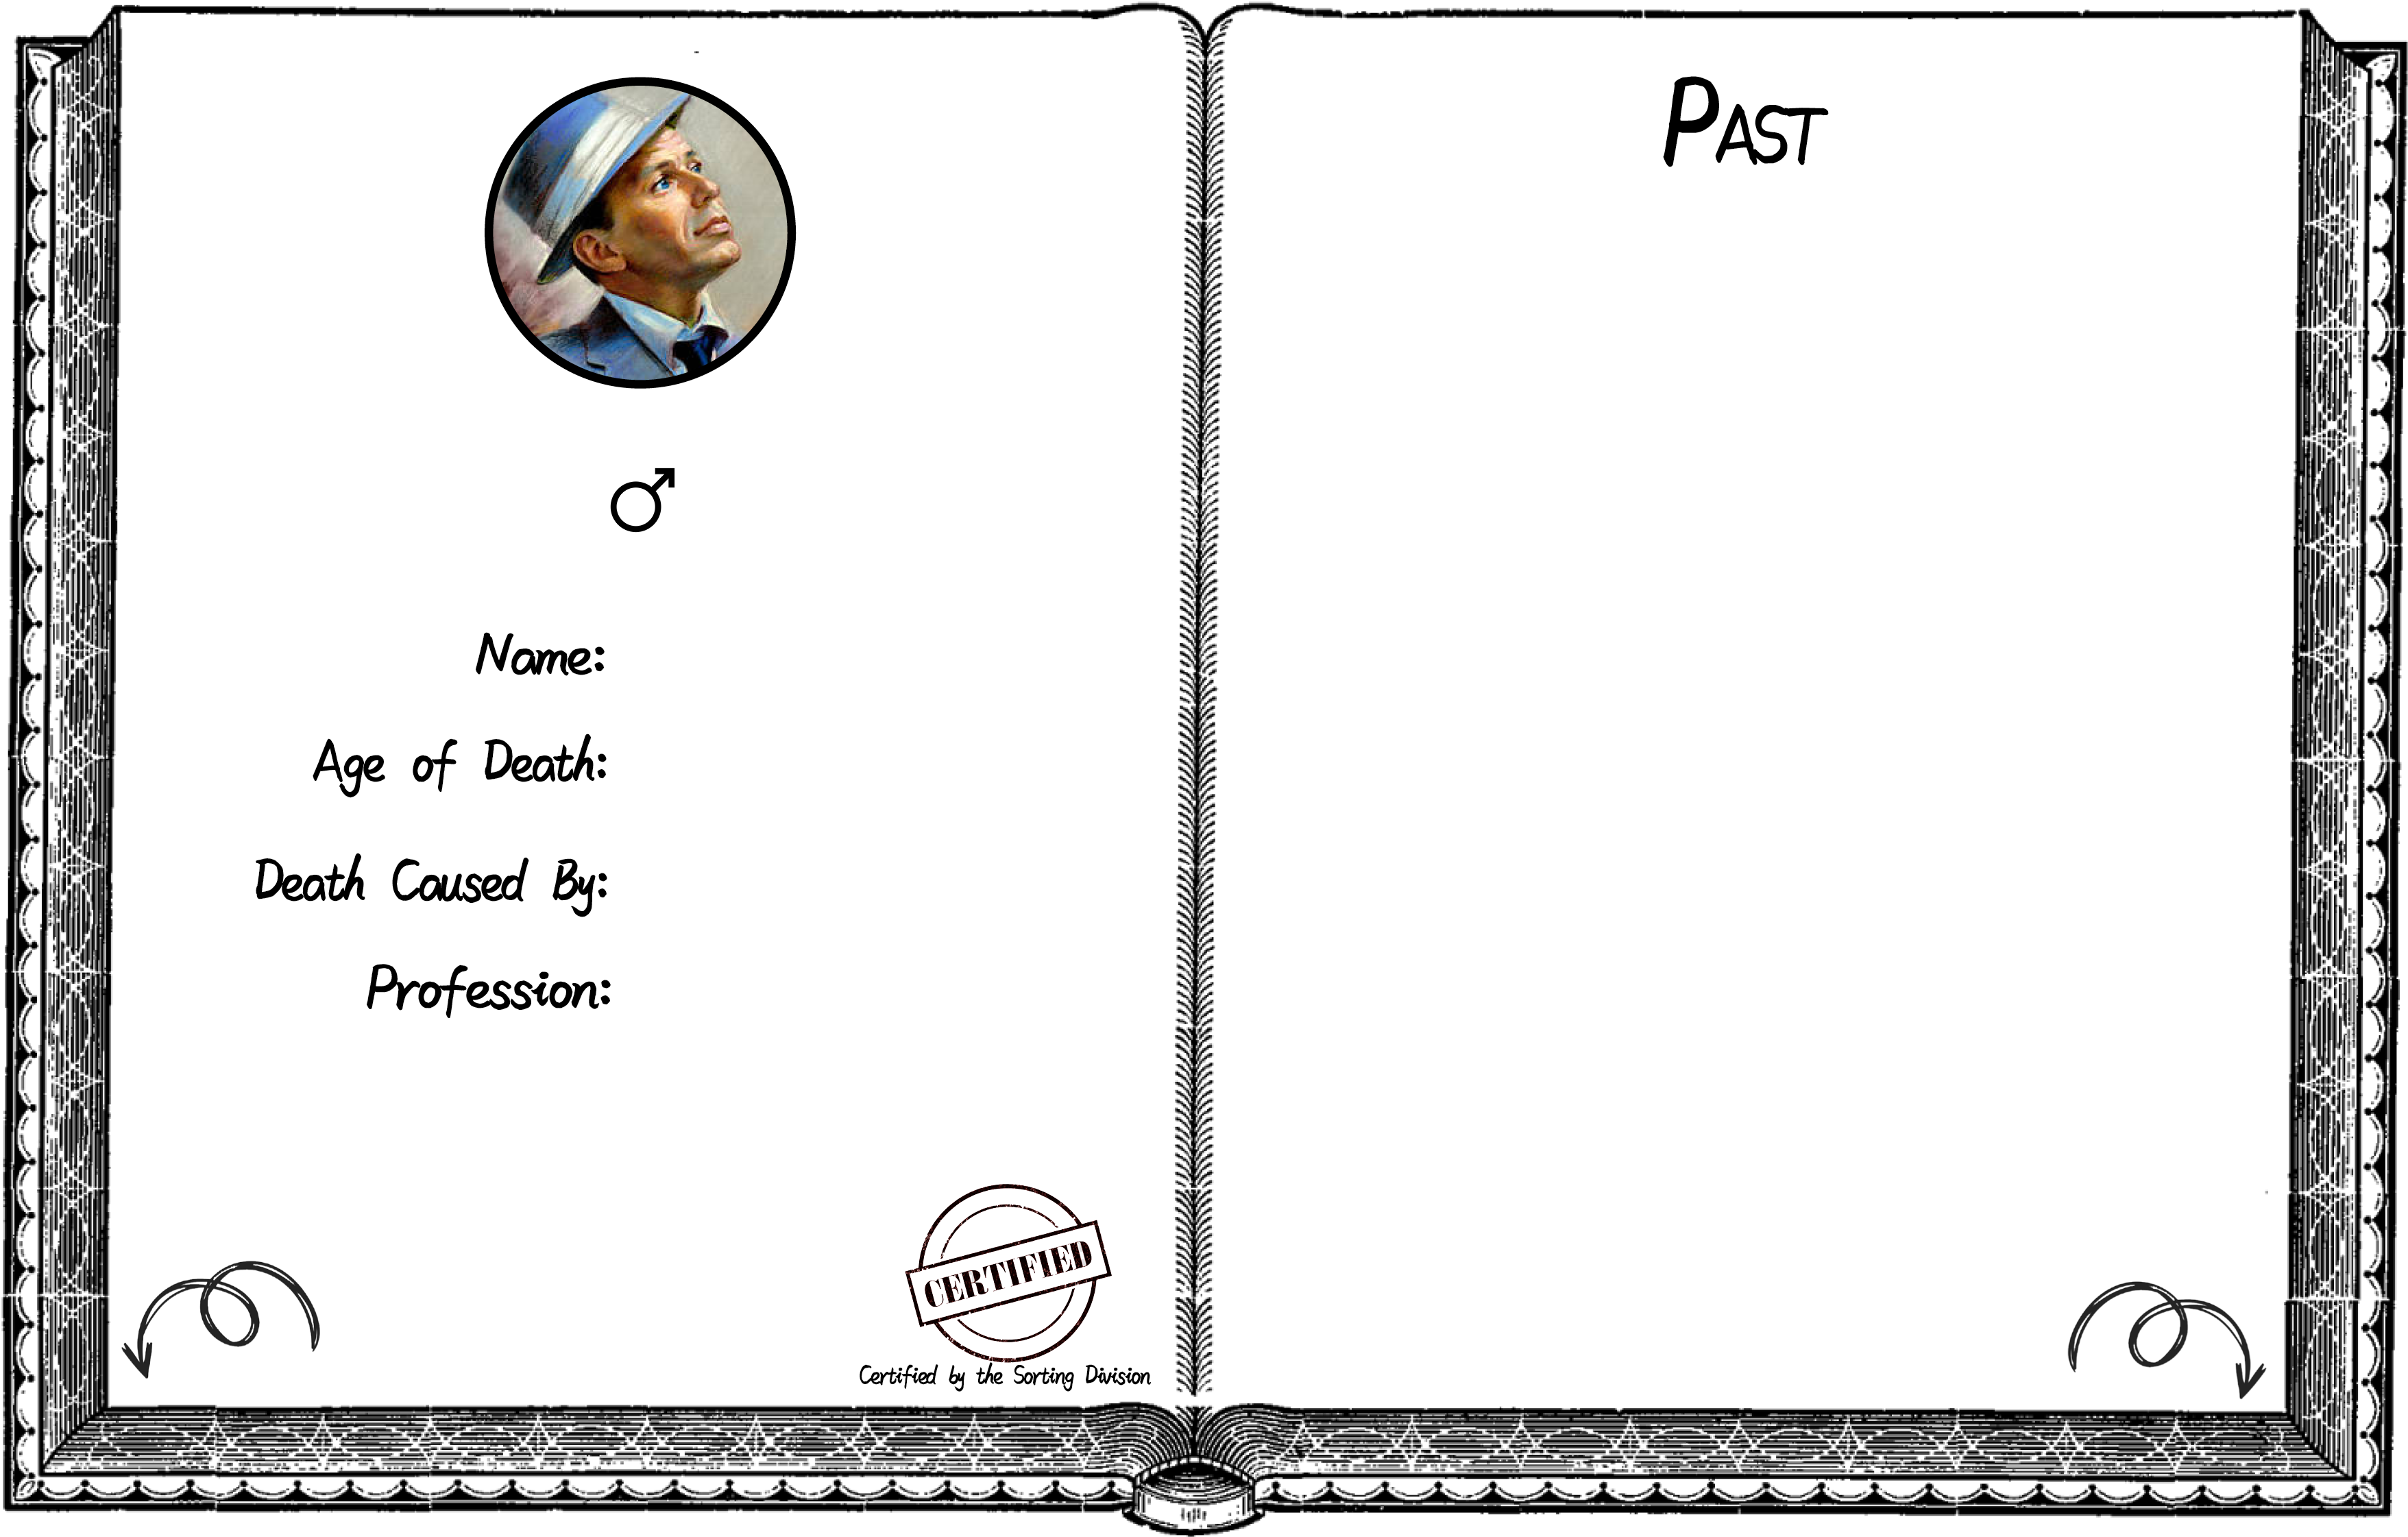 Name:
Age of Death:
Death Caused By:
Profession:
CERTIFIED
Certified by the Sorting Division
PAST